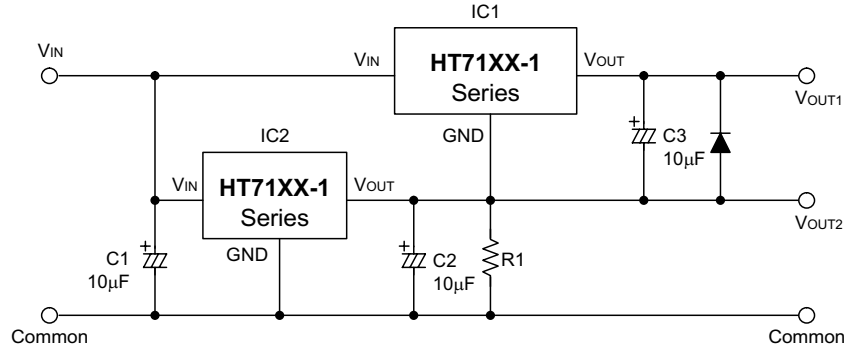 IC1
VIN
VIN
HT71XX-1
Series
VOUT
VOUT1
GND
+
C3
10μF
IC2
VIN
HT71XX-1
Series
VOUT
VOUT2
GND
+
C1
10μF
+
C2
10μF
R1
Common
Common